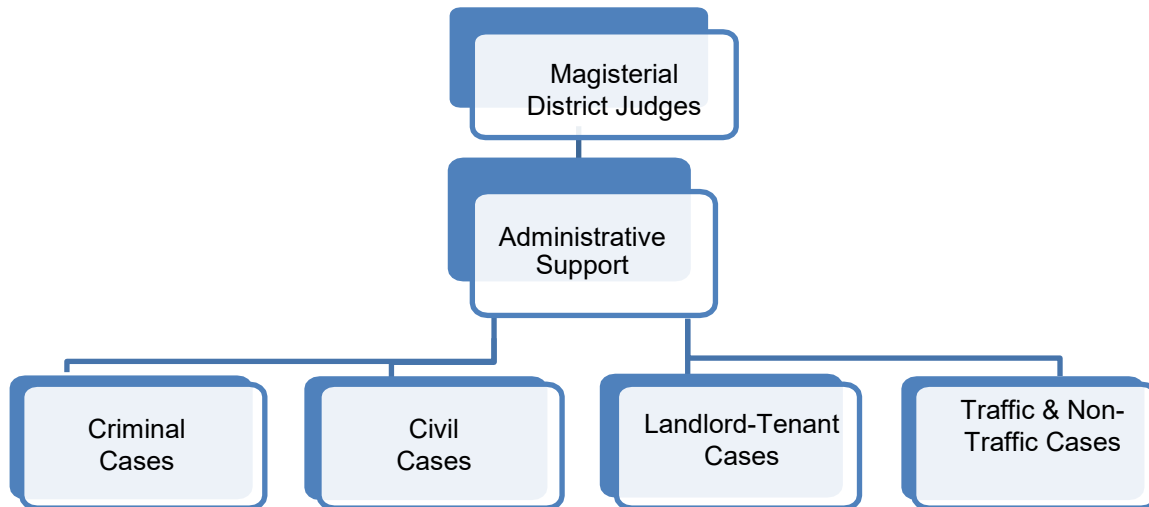 Magisterial
District Judges
Administrative
Support
Criminal
Cases
Civil
Cases
Landlord-Tenant
Cases
Traffic & Non-
Traffic Cases